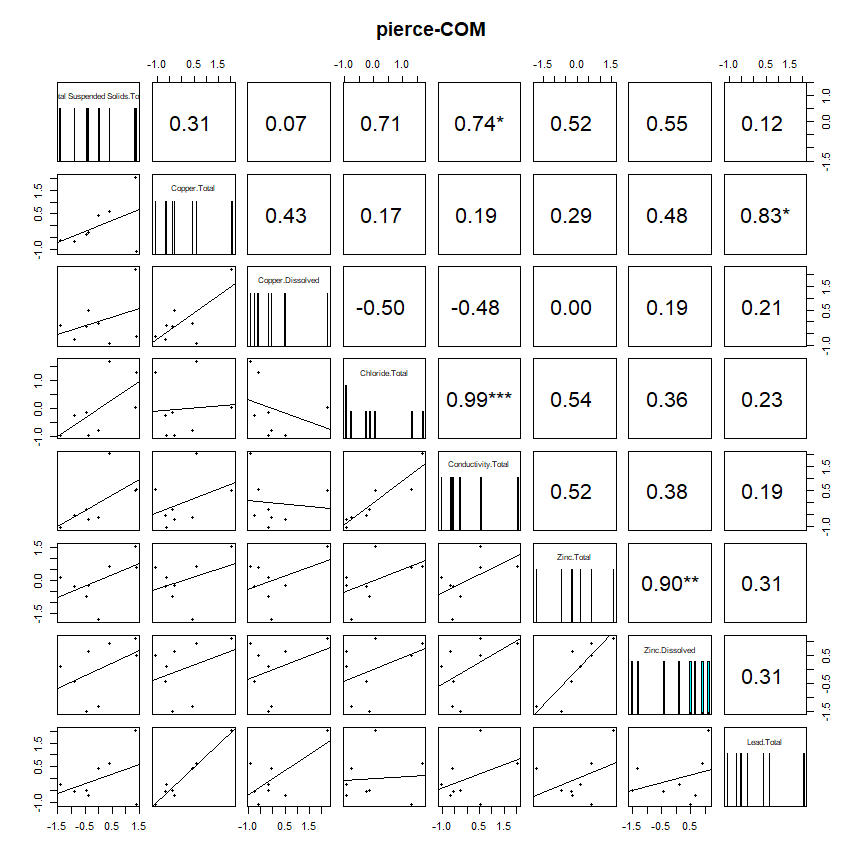 pierce-COM
-1.0 0.5 1.5 -1.0 0.0 1.0 -1.5 0.0 1.0 -1.0 0.5 1.5
tal Suspended Solids.To 0.31 0.07 0.71 0.74* 0.52 0.55 0.12 -1.5 0.0 1.0
-1.0 0.5 1.5 Copper.Total 0.43 0.17 0.19 0.29 0.48 0.83*
Copper.Dissolved -0.50 -0.48 0.00 0.19 0.21 -1.0 0.5 1.5
-1.0 0.0 1.0 Chloride.Total 0.99*** 0.54 0.36 0.23
Conductivity.Total 0.52 0.38 0.19 -1.0 0.5 1.5
-1.5 0.0 1.0 Zinc.Total 0.90** 0.31
Zinc.Dissolved 0.31 -1.5 -0.5 0.5
-1.0 0.5 1.5 Lead.Total
-1.5 -0.5 0.5 1.5 -1.0 0.5 1.5 -1.0 0.5 1.5 -1.5 -0.5 0.5